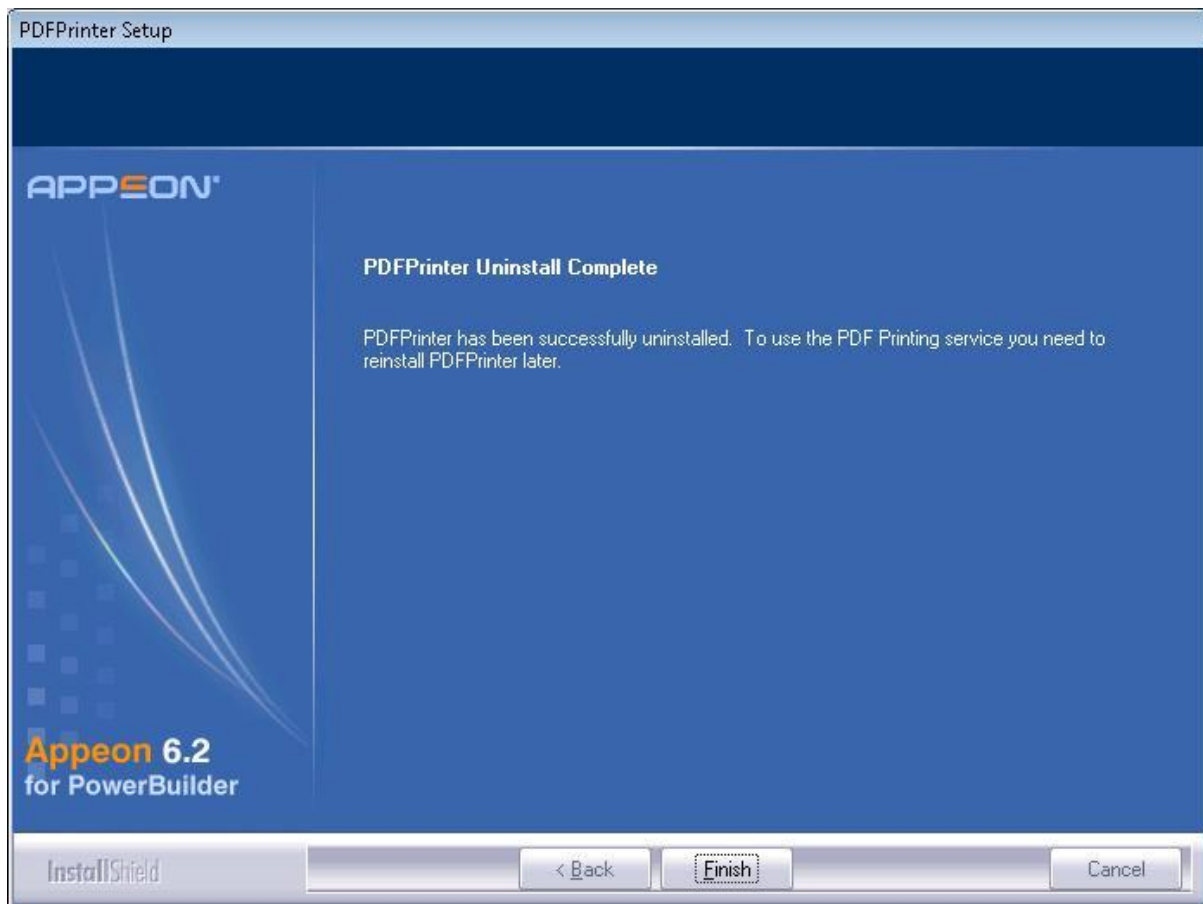 PDFPrinter Setup
APPEON
PDFPrinter Uninstall Complete
PDFPrinter has been successfully uninstalled. To use the PDF Printing service you need to
reinstall PDFPrinter later.
Appeon 6.2
for PowerBuilder
InstallShield
< Back
Finish
Cancel